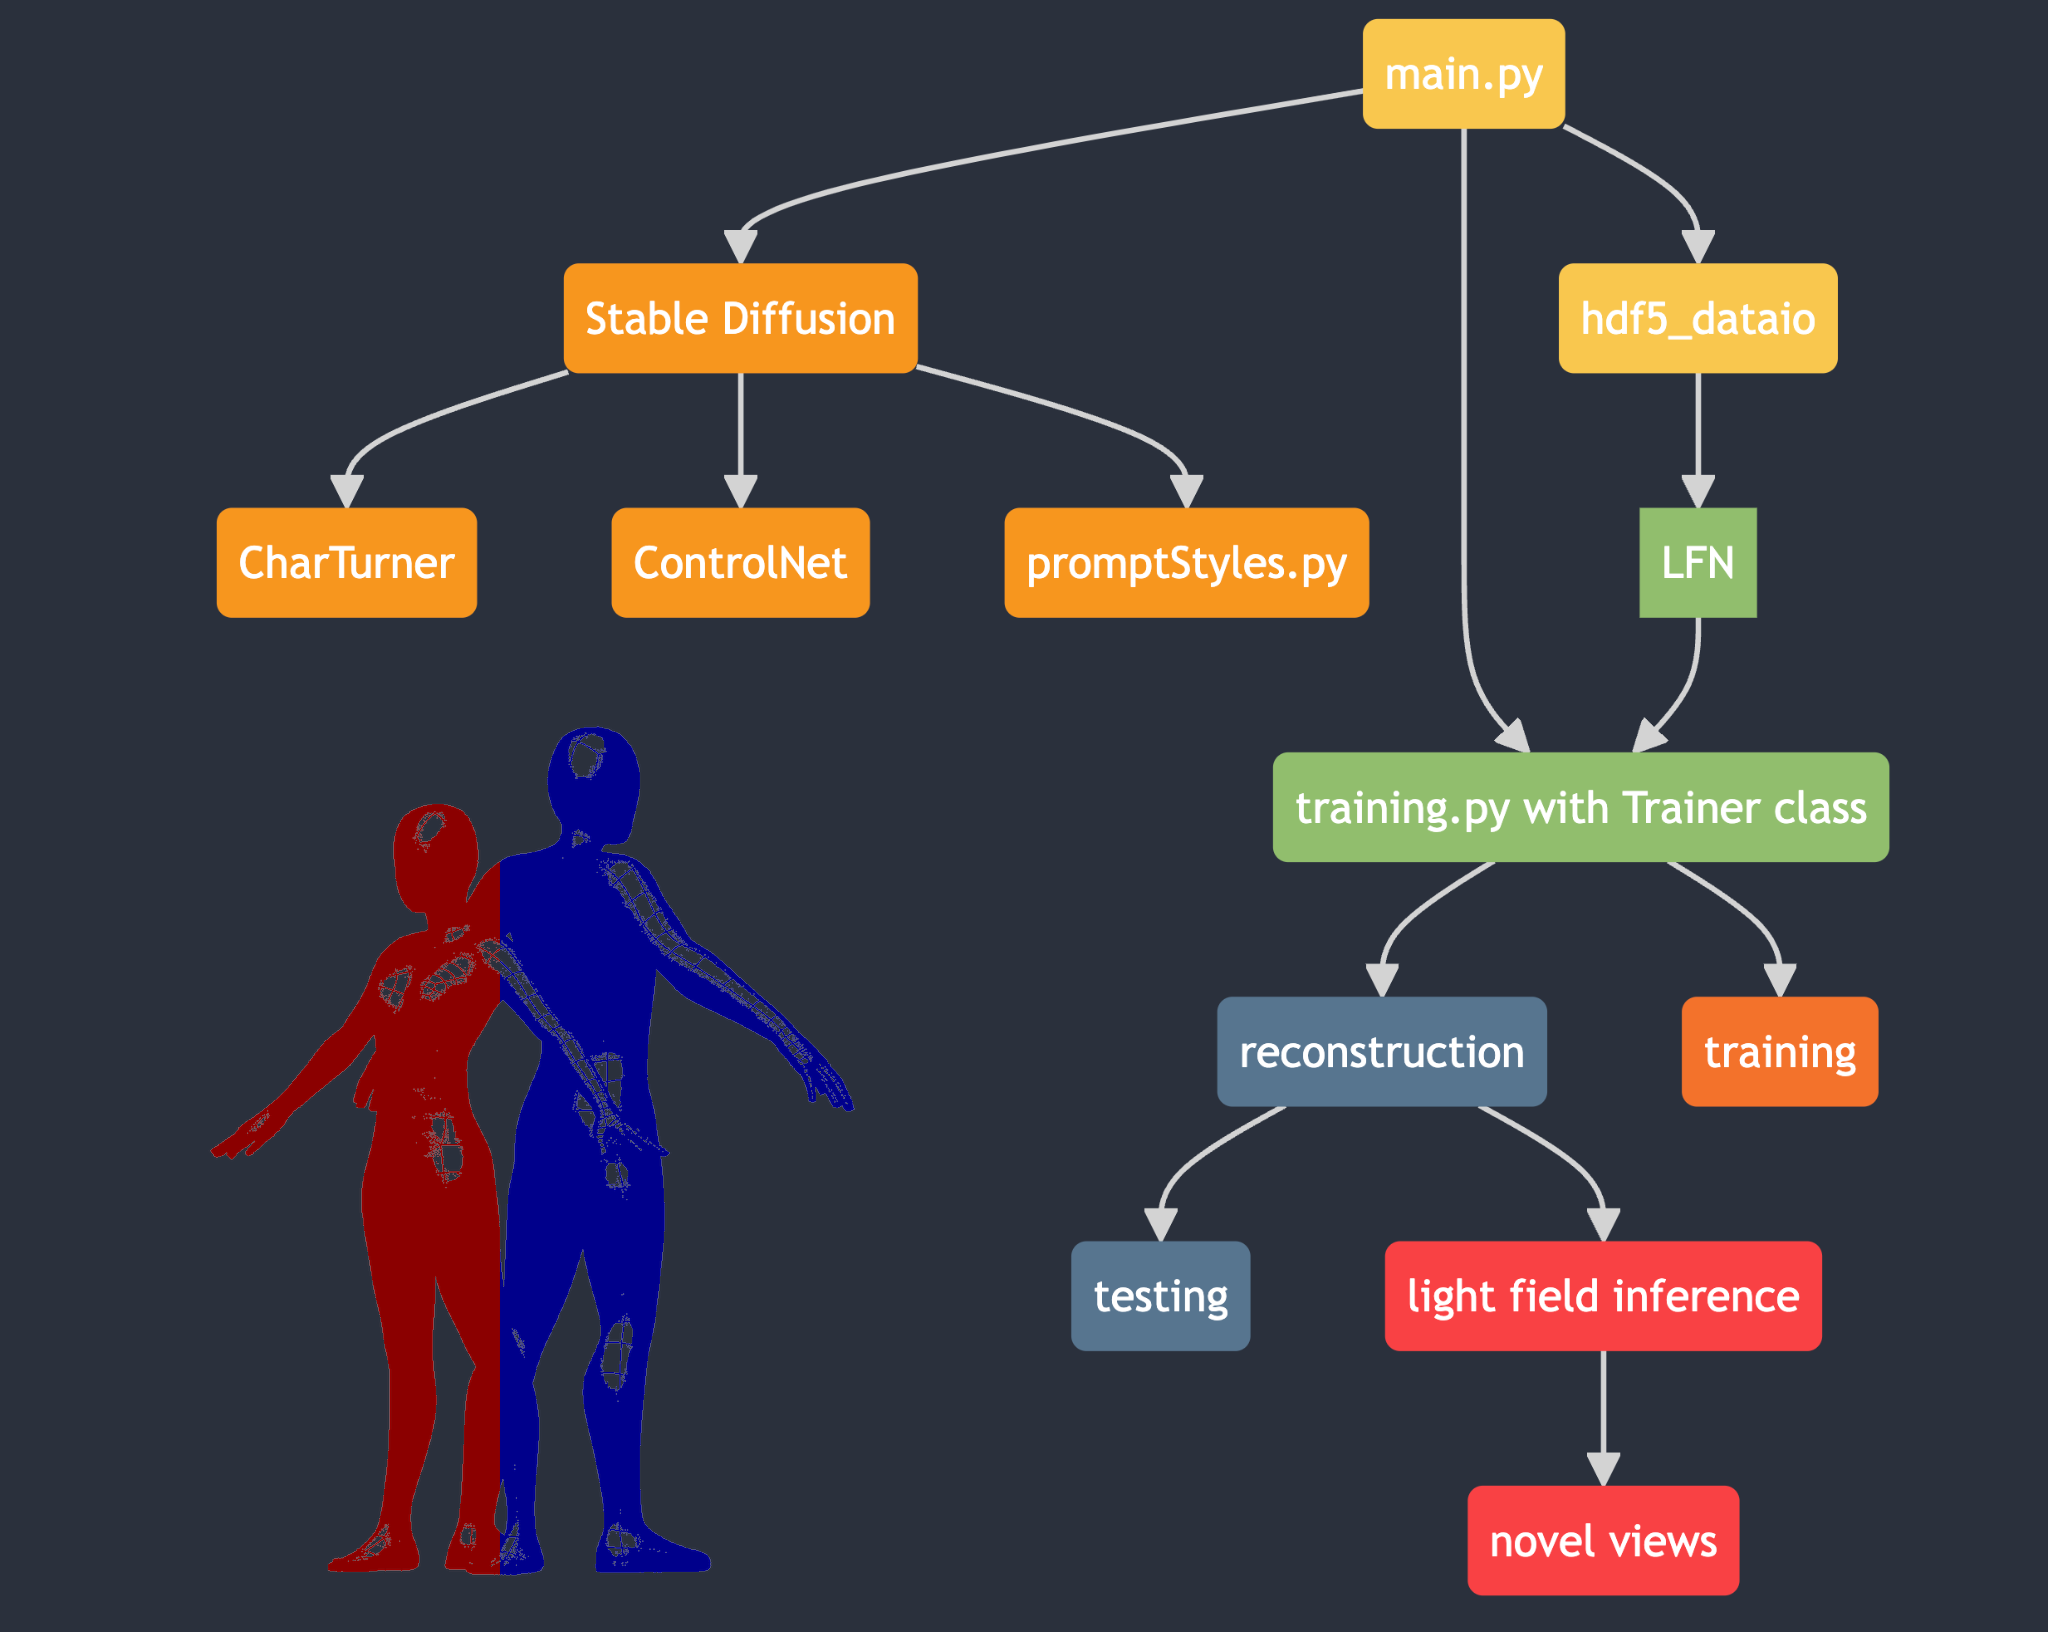 main.py
Stable Diffusion
hdf5_dataio
CharTurner
ControlNet
promptStyles.py
LFN
training.py with Trainer class
reconstruction
training
testing
light field inference
novel views